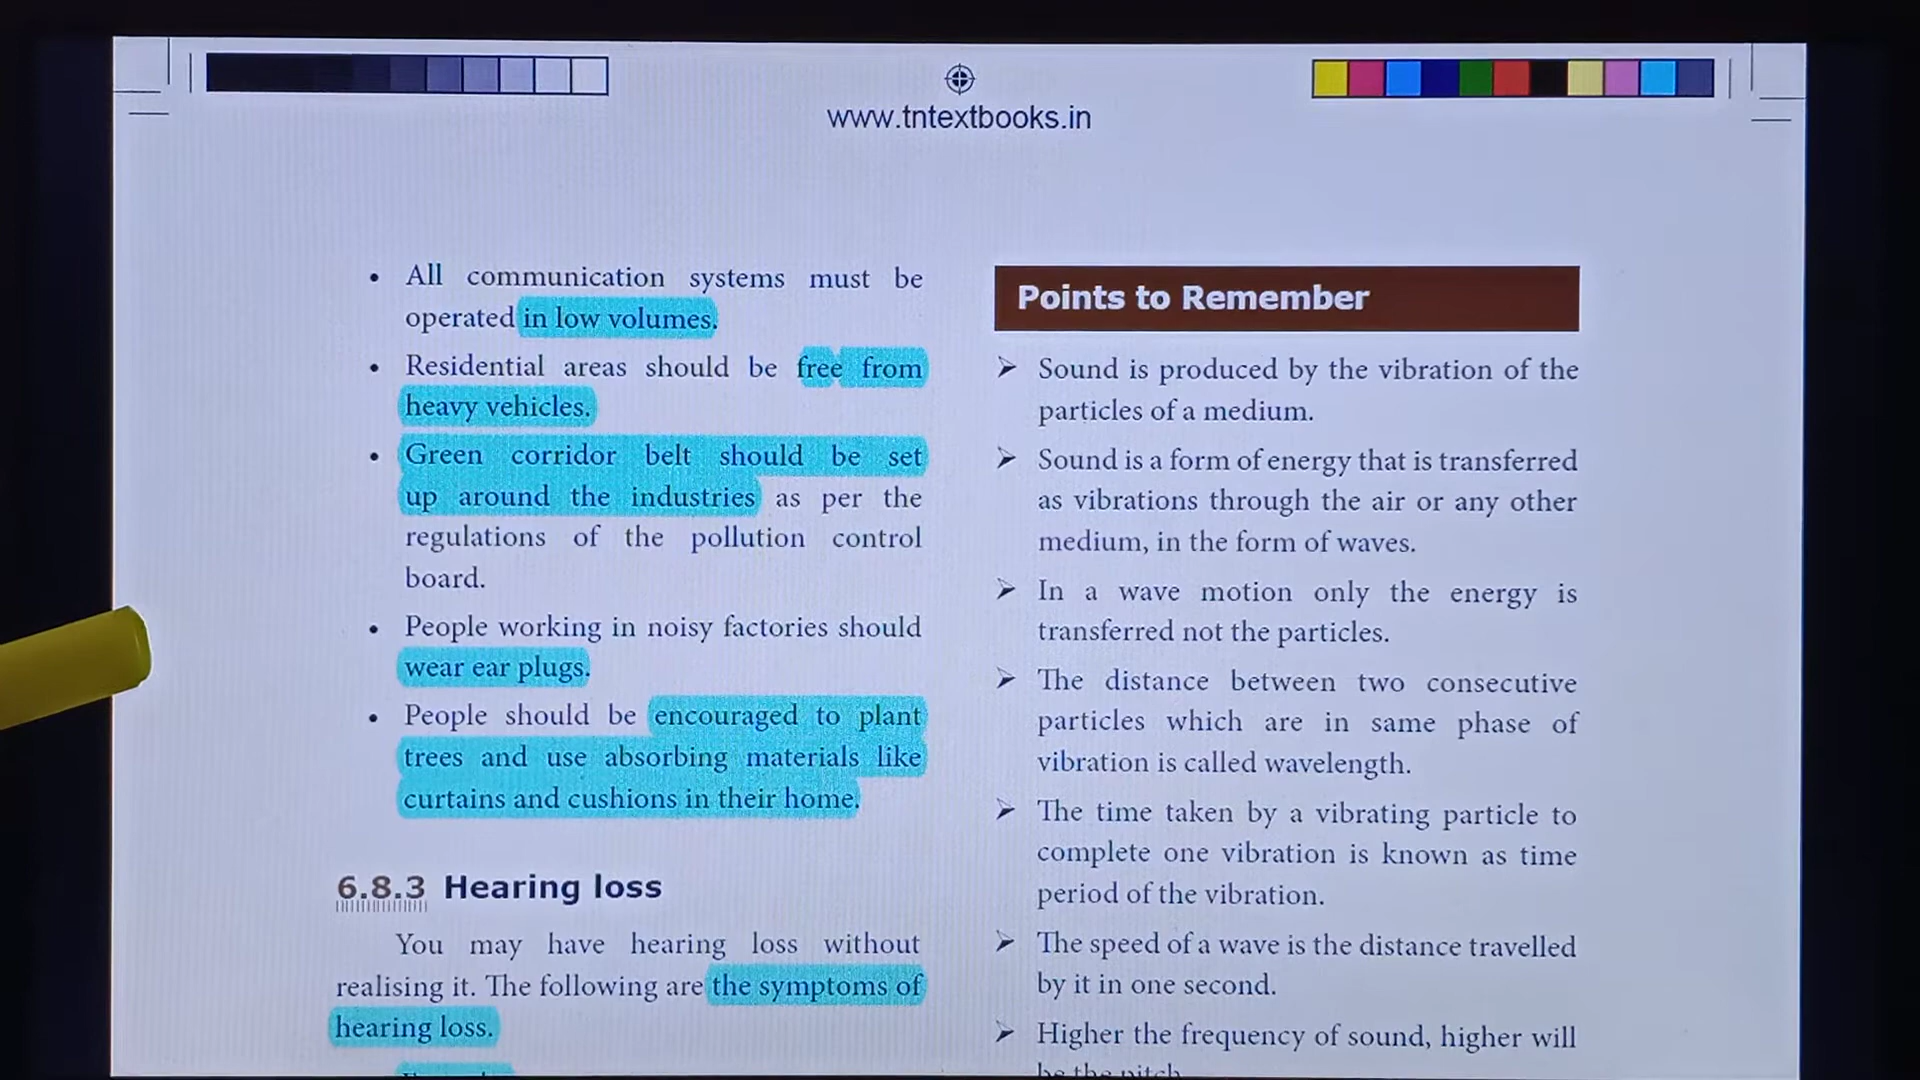 www.tntextbooks.in
• All communication systems must be
operated in low volumes.
• Residential areas should be free from
heavy vehicles.
• Green corridor belt should be set
up around the industries as per the
regulations of the pollution control
board.
• People working in noisy factories should
wear ear plugs.
• People should be encouraged to plant
trees and use absorbing materials like
curtains and cushions in their home.
6.8.3 Hearing loss
You may have hearing loss without
realising it. The following are the symptoms of
hearing loss.
Points to Remember
➢ Sound is produced by the vibration of the
particles of a medium.
➢ Sound is a form of energy that is transferred
as vibrations through the air or any other
medium, in the form of waves.
➢ In a wave motion only the energy is
transferred not the particles.
➢ The distance between two consecutive
particles which are in same phase of
vibration is called wavelength.
➢ The time taken by a vibrating particle to
complete one vibration is known as time
period of the vibration.
➢ The speed of a wave is the distance travelled
by it in one second.
➢ Higher the frequency of sound, higher will
be the pitch